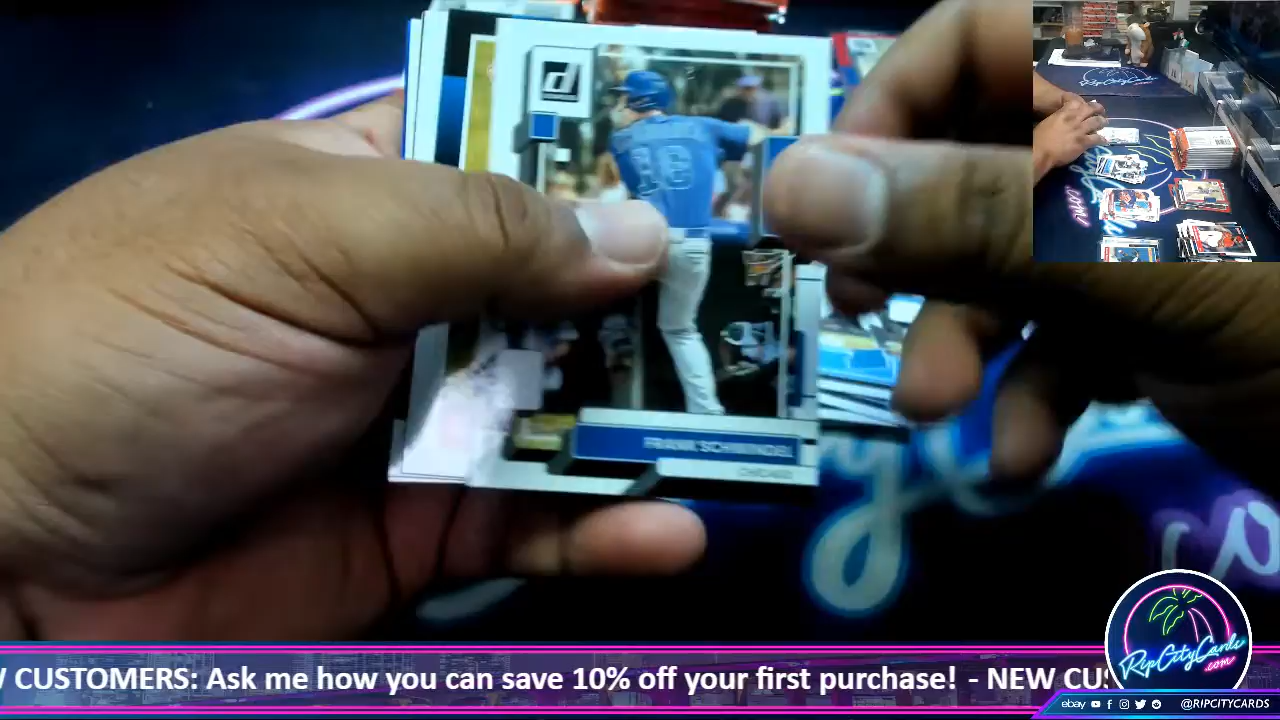 d
18
FRANK SCHWINDEL
CHICAGO
CUSTOMERS: Ask me how you can save 10% off your first purchase! - NEW
RipCityCards
.com
ebay @RIPCITYCARDS